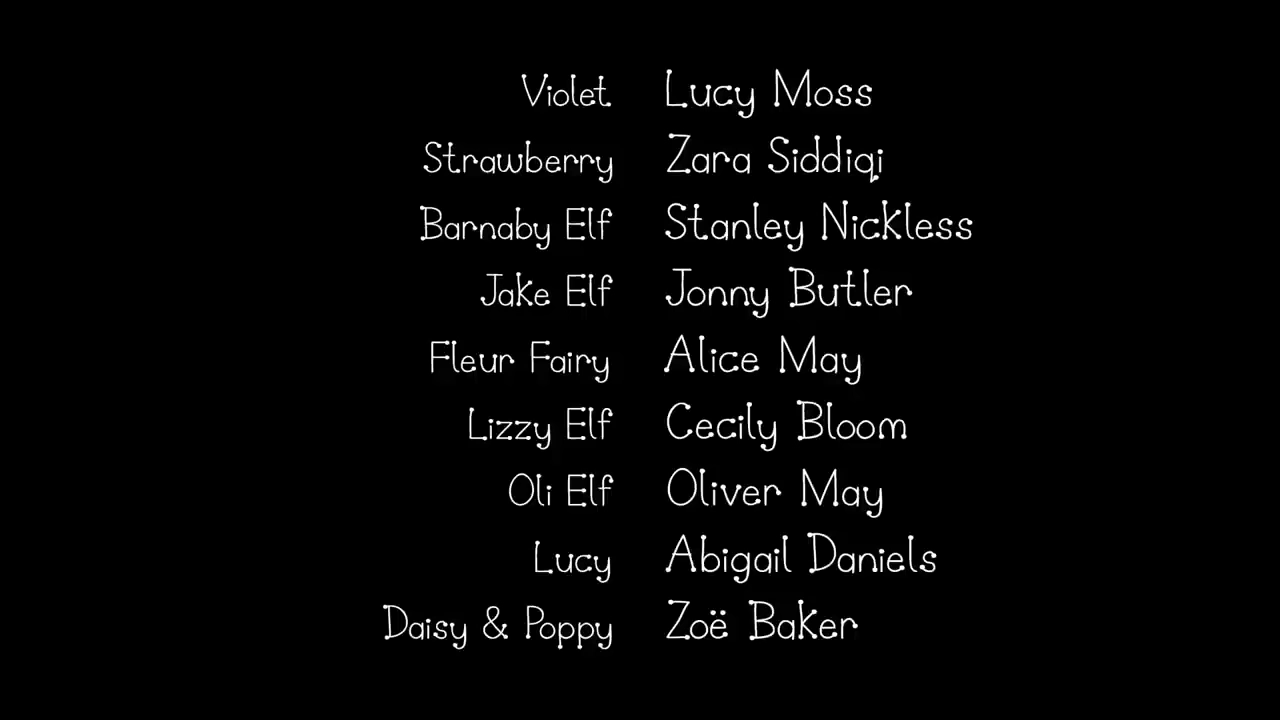 Violet Lucy Moss
Strawberry Zara Siddiqi
Barnaby Elf Stanley Nickless
Jake Elf Jonny Butler
Fleur Fairy Alice May
Lizzy Elf Cecily Bloom
Oli Elf Oliver May
Lucy Abigail Daniels
Daisy & Poppy Zoë Baker